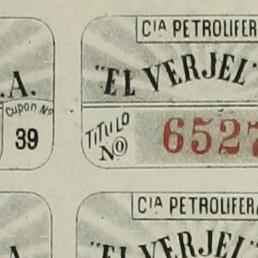 CIA PETROLIFER
"EL VERJEL"
.A.
Cupon No
39
TITULO
No
6527
CIA PETROLIFERA
"EL VERJEL"
A